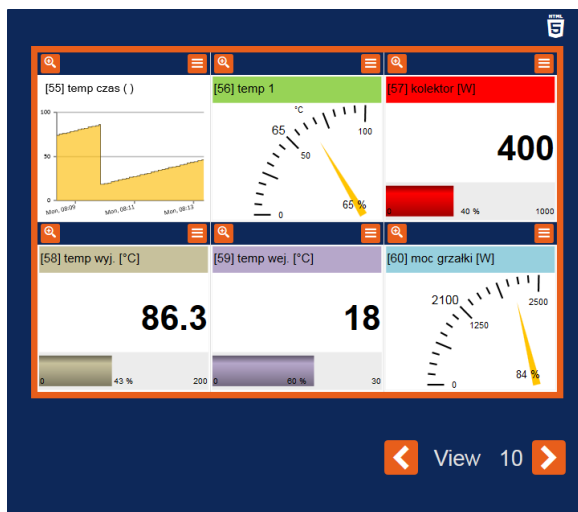 HTML
5
[55] temp czas ( )
100
50
0
Mon, 08:09
Mon, 08:11
Mon, 08:13
[56] temp 1
°C
65
100
50
0
65 %
[57] kolektor [W]
400
0
40 %
1000
[58] temp wyj. [°C]
86.3
0
43 %
200
[59] temp wej. [°C]
18
0
60 %
30
[60] moc grzałki [W]
2100
2500
1250
0
84 %
View 10